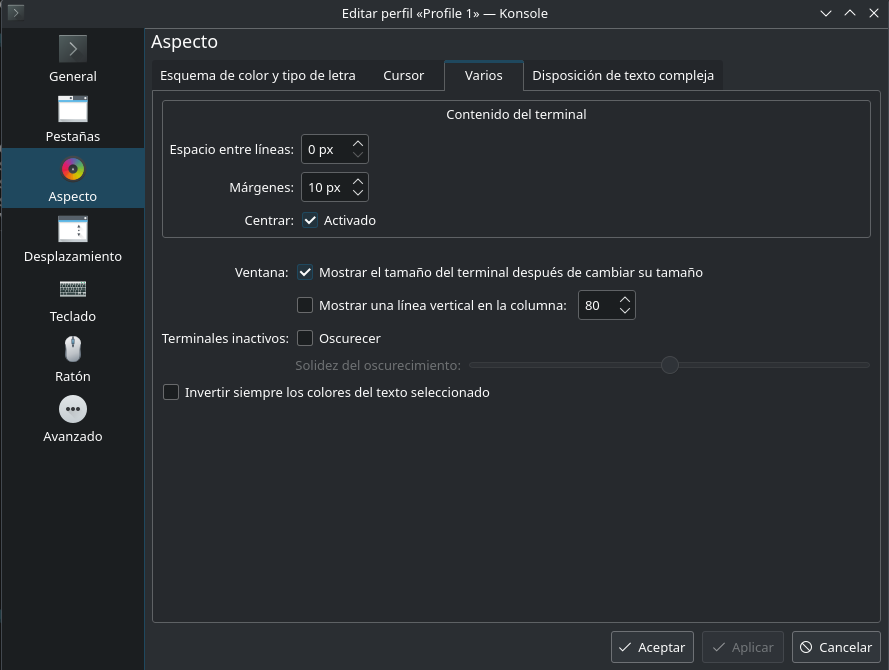 Editar perfil «Profile 1» — Konsole
General
Pestañas
Aspecto
Desplazamiento
Teclado
Ratón
Avanzado
Aspecto
Esquema de color y tipo de letra Cursor Varios Disposición de texto compleja
Contenido del terminal
Espacio entre líneas: 0 px
Márgenes: 10 px
Centrar: Activado
Ventana: Mostrar el tamaño del terminal después de cambiar su tamaño
Mostrar una línea vertical en la columna: 80
Terminales inactivos: Oscurecer
Solidez del oscurecimiento:
Invertir siempre los colores del texto seleccionado
Aceptar Aplicar Cancelar